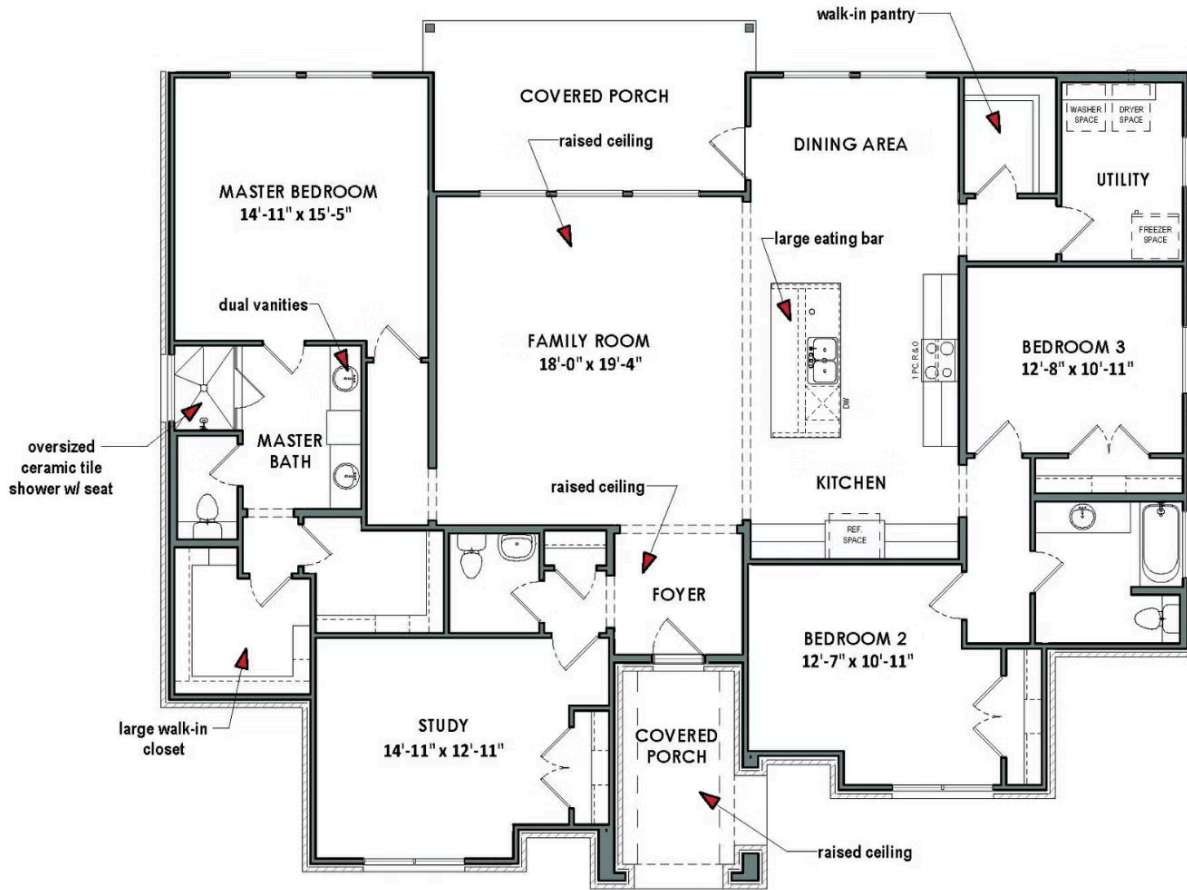 walk-in pantry
COVERED PORCH
WASHER
SPACE
DRYER
SPACE
raised ceiling
DINING AREA
MASTER BEDROOM
14'-11" x 15'-5"
UTILITY
FREEZER
SPACE
large eating bar
dual vanities
FAMILY ROOM
18'-0" x 19'-4"
1 PC. R.& O
BEDROOM 3
12'-8" x 10'-11"
DW
oversized
ceramic tile
shower w/ seat
MASTER
BATH
raised ceiling
KITCHEN
REF.
SPACE
FOYER
BEDROOM 2
12'-7" x 10'-11"
large walk-in
closet
STUDY
14'-11" x 12'-11"
COVERED
PORCH
raised ceiling